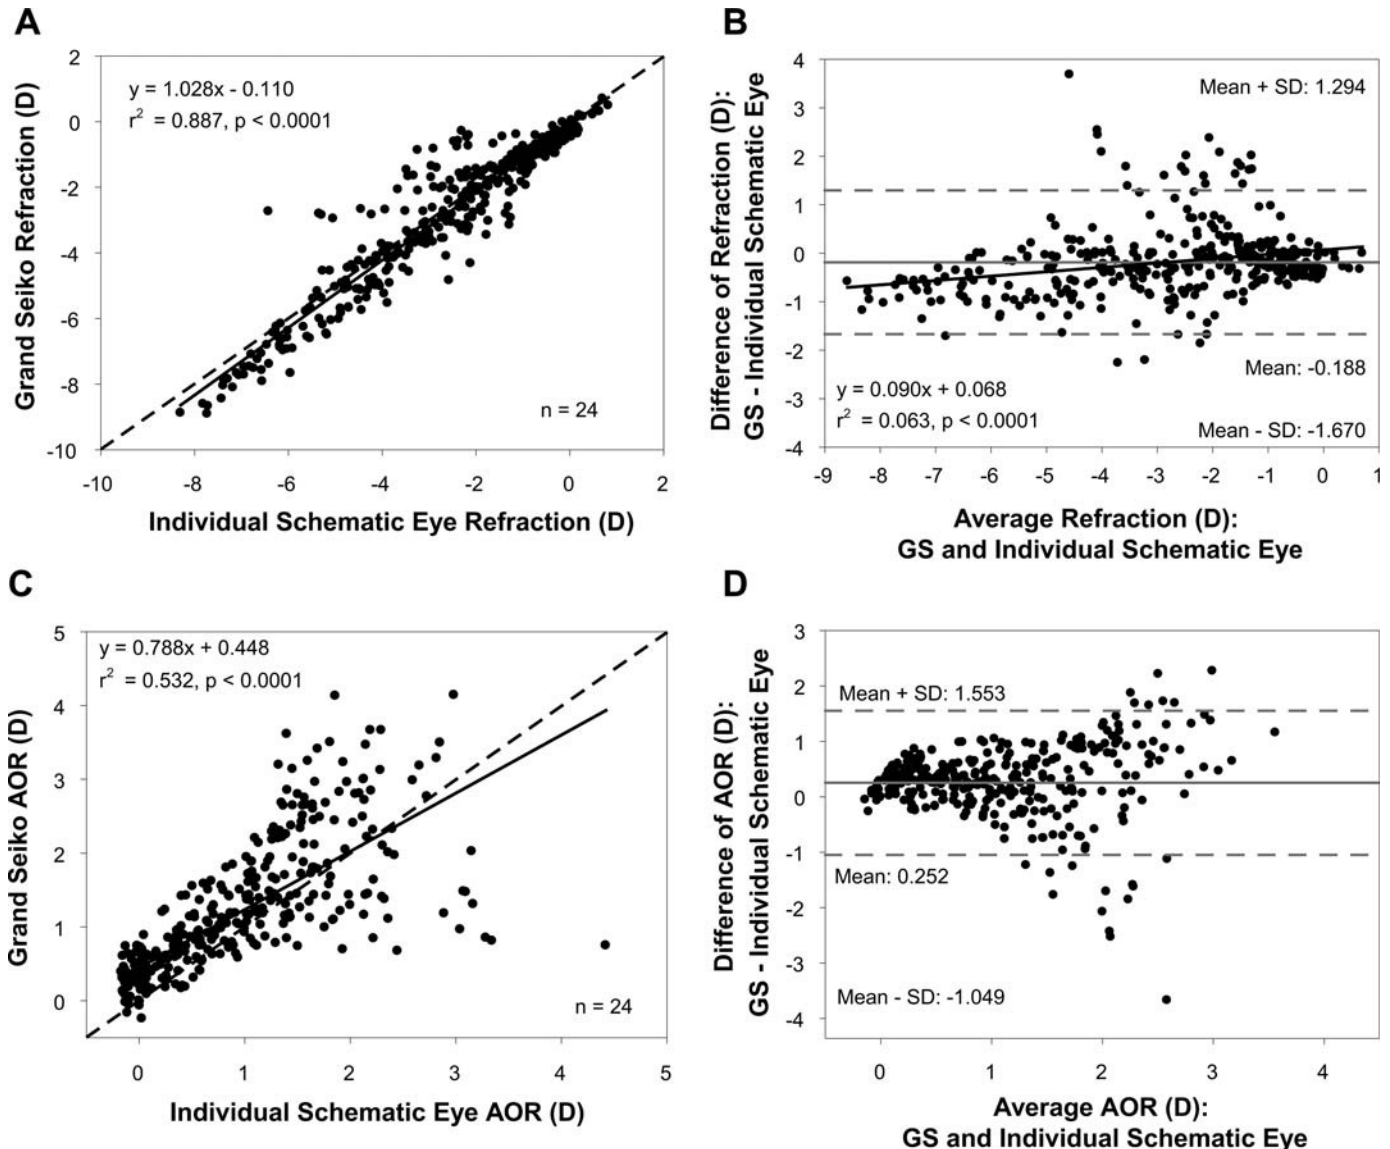 A
Grand Seiko Refraction (D)
2
0
-2
-4
-6
-8
-10
y = 1.028x - 0.110
r² = 0.887, p < 0.0001
n = 24
-10 -8 -6 -4 -2 0 2
Individual Schematic Eye Refraction (D)
B
Difference of Refraction (D):
GS - Individual Schematic Eye
4
3
2
1
0
-1
-2
-3
-4
Mean + SD: 1.294
Mean: -0.188
y = 0.090x + 0.068
r² = 0.063, p < 0.0001
Mean - SD: -1.670
-9 -8 -7 -6 -5 -4 -3 -2 -1 0 1
Average Refraction (D):
GS and Individual Schematic Eye
C
Grand Seiko AOR (D)
5
4
3
2
1
0
y = 0.788x + 0.448
r² = 0.532, p < 0.0001
n = 24
0 1 2 3 4 5
Individual Schematic Eye AOR (D)
D
Difference of AOR (D):
GS - Individual Schematic Eye
3
2
1
0
-1
-2
-3
-4
Mean + SD: 1.553
Mean: 0.252
Mean - SD: -1.049
0 1 2 3 4
Average AOR (D):
GS and Individual Schematic Eye